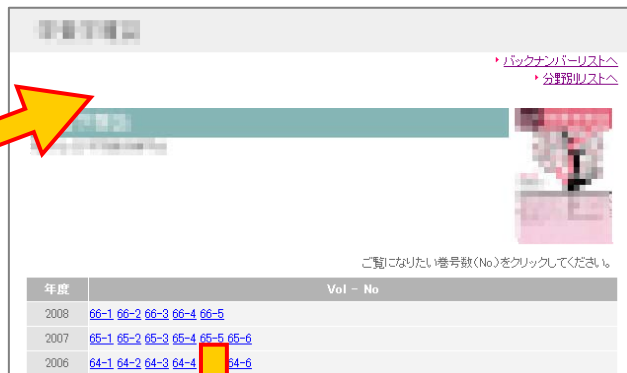 バックナンバーリストへ
分野別リストへ
ご覧になりたい巻号数(No)をクリックしてください。
年度 Vol - No
2008 66-1 66-2 66-3 66-4 66-5
2007 65-1 65-2 65-3 65-4 65-5 65-6
2006 64-1 64-2 64-3 64-4 64-6